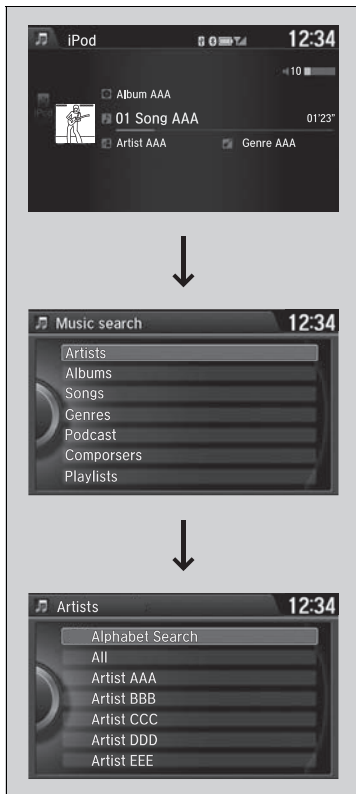 iPod 12:34
10
Album AAA
01 Song AAA 01'23"
Artist AAA Genre AAA
Music search 12:34
Artists
Albums
Songs
Genres
Podcast
Comporsers
Playlists
Artists 12:34
Alphabet Search
All
Artist AAA
Artist BBB
Artist CCC
Artist DDD
Artist EEE